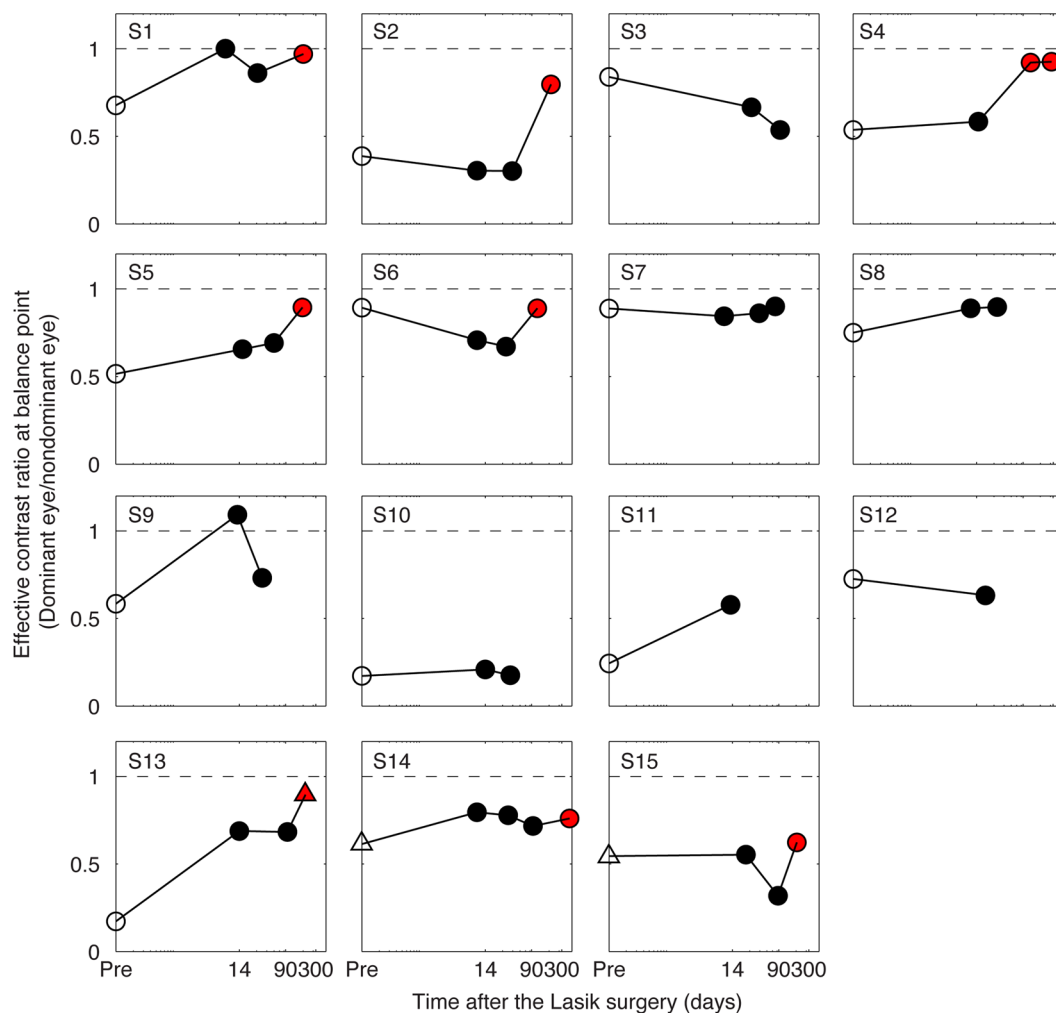 S1
S2
S3
S4
1
0.5
0
S5
S6
S7
S8
1
0.5
0
S9
S10
S11
S12
1
0.5
0
S13
S14
S15
1
0.5
0
Pre 14 90300
Pre 14 90300
Pre 14 90300
Time after the Lasik surgery (days)
Effective contrast ratio at balance point
(Dominant eye/nondominant eye)